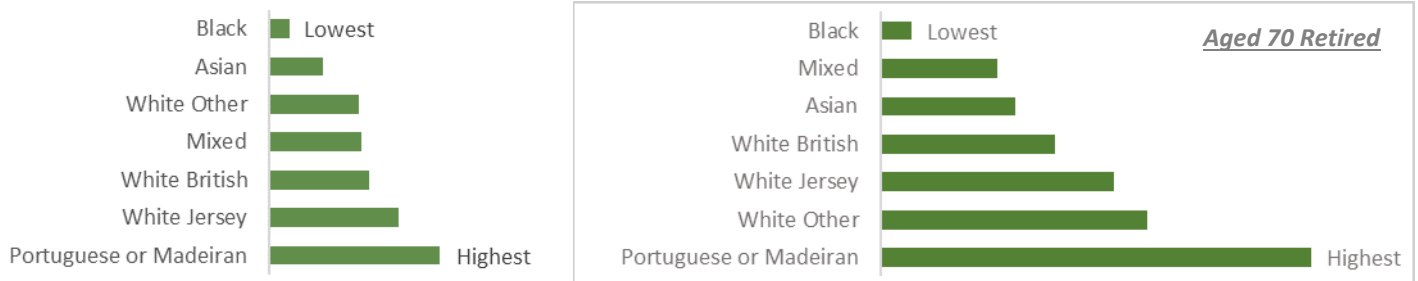 Black
Lowest
Asian
White Other
Mixed
White British
White Jersey
Portuguese or Madeiran
Highest
Aged 70 Retired
Black
Lowest
Mixed
Asian
White British
White Jersey
White Other
Portuguese or Madeiran
Highest